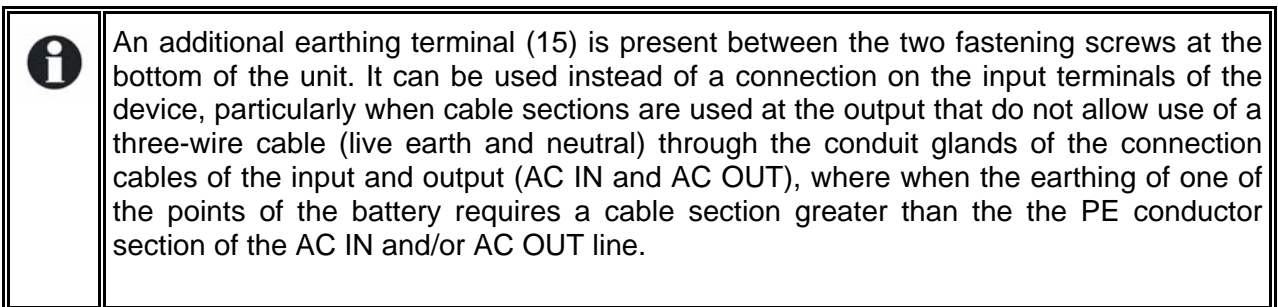 An additional earthing terminal (15) is present between the two fastening screws at the
bottom of the unit. It can be used instead of a connection on the input terminals of the
device, particularly when cable sections are used at the output that do not allow use of a
three-wire cable (live earth and neutral) through the conduit glands of the connection
cables of the input and output (AC IN and AC OUT), where when the earthing of one of
the points of the battery requires a cable section greater than the the PE conductor
section of the AC IN and/or AC OUT line.